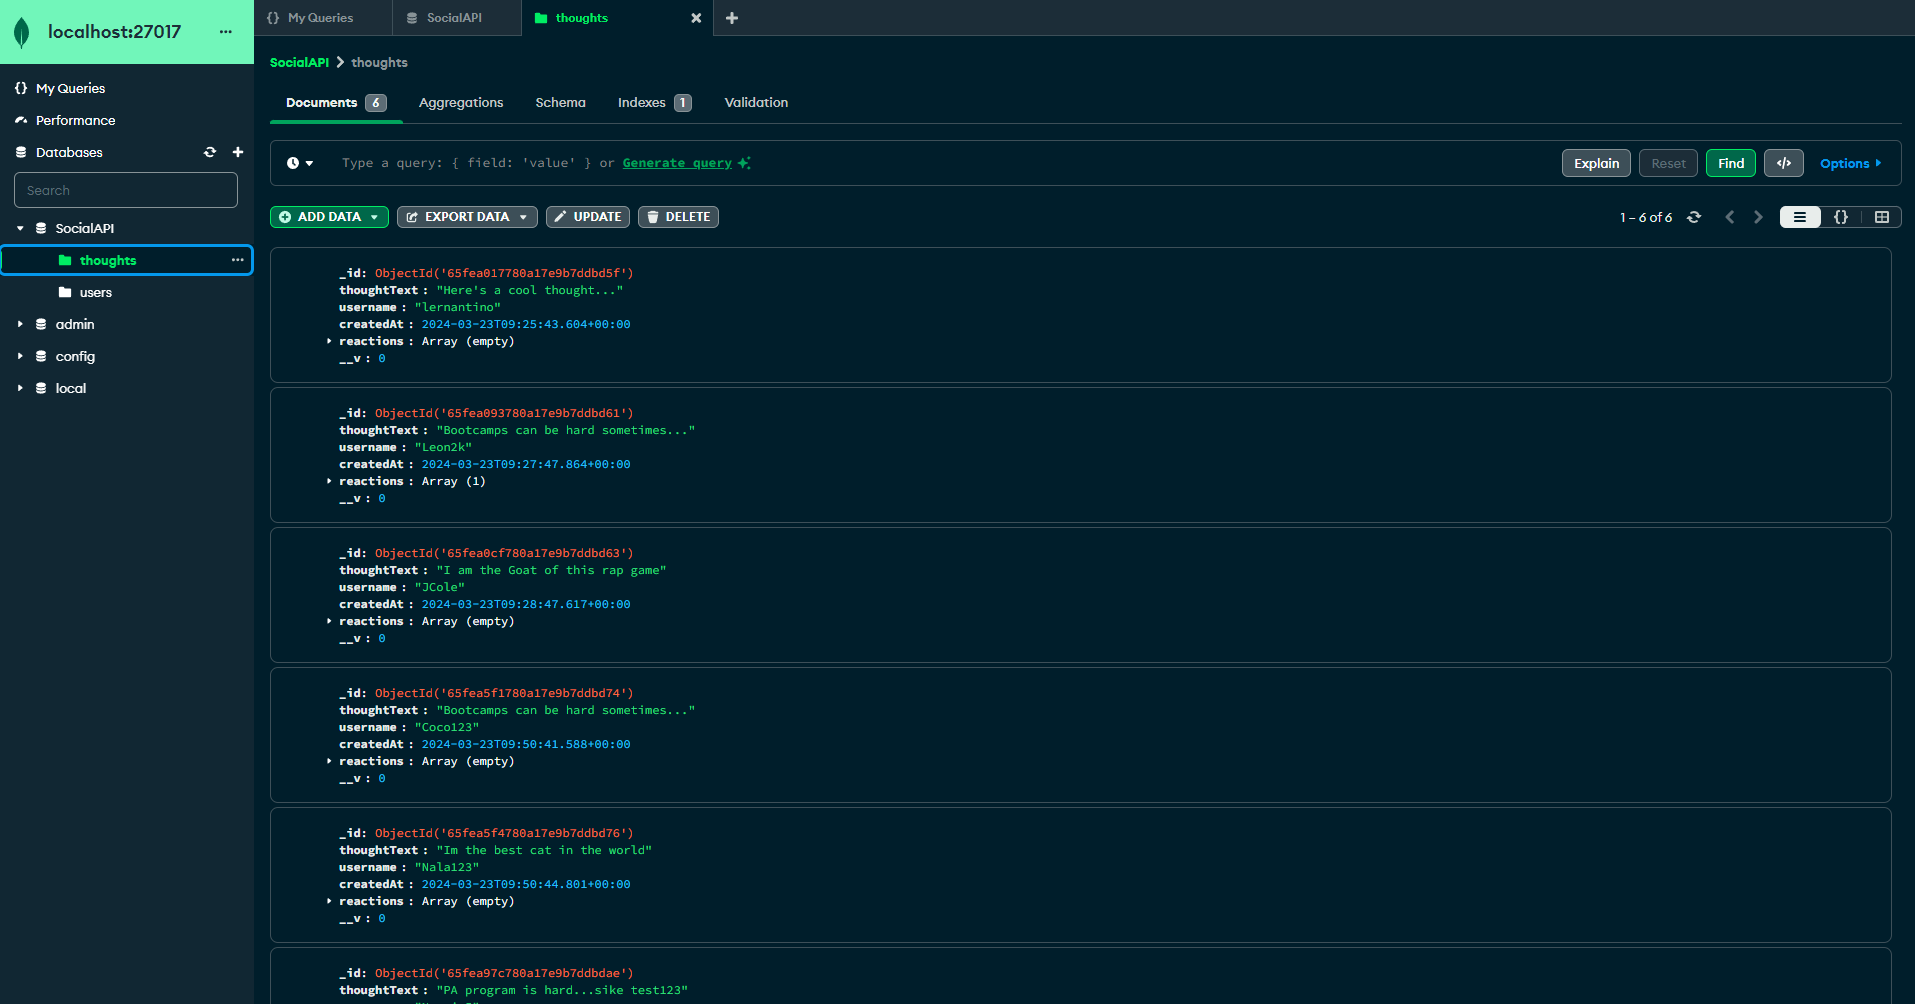 localhost:27017
My Queries
Performance
Databases
Search
SocialAPI
thoughts
users
admin
config
local
{} My Queries
SocialAPI
thoughts
SocialAPI > thoughts
Documents 6
Aggregations
Schema
Indexes 1
Validation
Type a query: { field: 'value' } or Generate query
Explain
Reset
Find
</>
Options
ADD DATA
EXPORT DATA
UPDATE
DELETE
1 – 6 of 6
{}
_id: ObjectId('65fea017780a17e9b7ddbd5f')
thoughtText : "Here's a cool thought..."
username : "lernantino"
createdAt : 2024-03-23T09:25:43.604+00:00
reactions : Array (empty)
__v : 0
_id: ObjectId('65fea093780a17e9b7ddbd61')
thoughtText : "Bootcamps can be hard sometimes..."
username : "Leon2k"
createdAt : 2024-03-23T09:27:47.864+00:00
reactions : Array (1)
__v : 0
_id: ObjectId('65fea0cf780a17e9b7ddbd63')
thoughtText : "I am the Goat of this rap game"
username : "JCole"
createdAt : 2024-03-23T09:28:47.617+00:00
reactions : Array (empty)
__v : 0
_id: ObjectId('65fea5f1780a17e9b7ddbd74')
thoughtText : "Bootcamps can be hard sometimes..."
username : "Coco123"
createdAt : 2024-03-23T09:50:41.588+00:00
reactions : Array (empty)
__v : 0
_id: ObjectId('65fea5f4780a17e9b7ddbd76')
thoughtText : "Im the best cat in the world"
username : "Nala123"
createdAt : 2024-03-23T09:50:44.801+00:00
reactions : Array (empty)
__v : 0
_id: ObjectId('65fea97c780a17e9b7ddbdae')
thoughtText : "PA program is hard...sike test123"